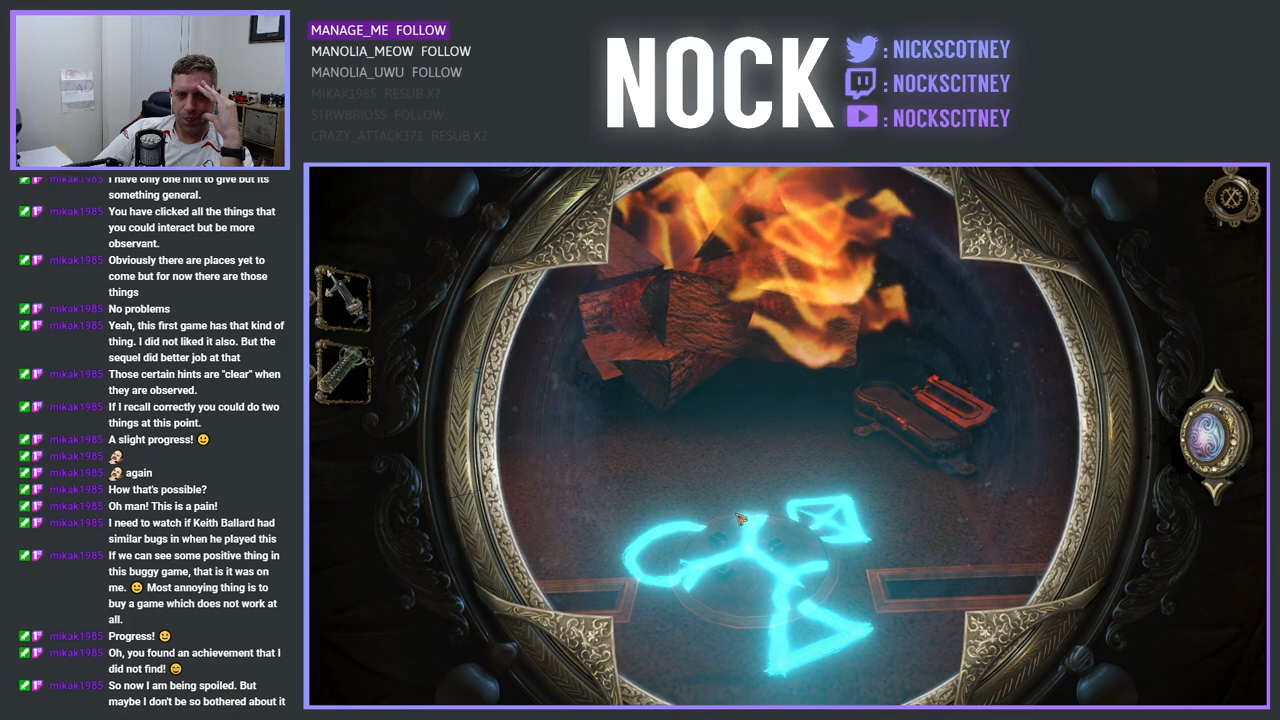 MANAGE_ME FOLLOW
MANOLIA_MEOW FOLLOW
MANOLIA_UWU FOLLOW
MIKAK1985 RESUB X7
STRWBRIOSS FOLLOW
CRAZY_ATTACK371 RESUB X2
NOCK
: NICKSCOTNEY
: NOCKSCITNEY
: NOCKSCITNEY
mikak1985 I have only one hint to give but its
something general.
mikak1985 You have clicked all the things that
you could interact but be more
observant.
mikak1985 Obviously there are places yet to
come but for now there are those
things
mikak1985 No problems
mikak1985 Yeah, this first game has that kind of
thing. I did not liked it also. But the
sequel did better job at that
mikak1985 Those certain hints are "clear" when
they are observed.
mikak1985 If I recall correctly you could do two
things at this point.
mikak1985 A slight progress! 🙂
mikak1985
mikak1985 again
mikak1985 How that's possible?
mikak1985 Oh man! This is a pain!
mikak1985 I need to watch if Keith Ballard had
similar bugs in when he played this
mikak1985 If we can see some positive thing in
this buggy game, that is it was on
me. 😀 Most annoying thing is to
buy a game which does not work at
all.
mikak1985 Progress! 🙂
mikak1985 Oh, you found an achievement that I
did not find! 😄
mikak1985 So now I am being spoiled. But
maybe I don't be so bothered about it